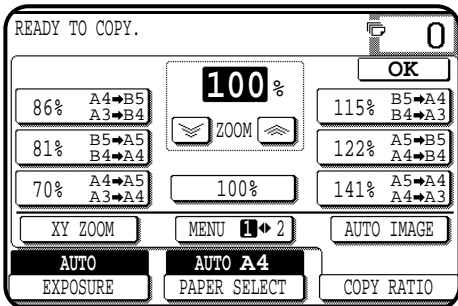 READY TO COPY. 0
OK
100%
86% A4➡B5 A3➡B4
115% B5➡A4 B4➡A3
ZOOM
81% B5➡A5 B4➡A4
122% A5➡B5 A4➡B4
70% A4➡A5 A3➡A4
100%
141% A5➡A4 A4➡A3
XY ZOOM
MENU 1 2
AUTO IMAGE
AUTO
AUTO A4
EXPOSURE
PAPER SELECT
COPY RATIO